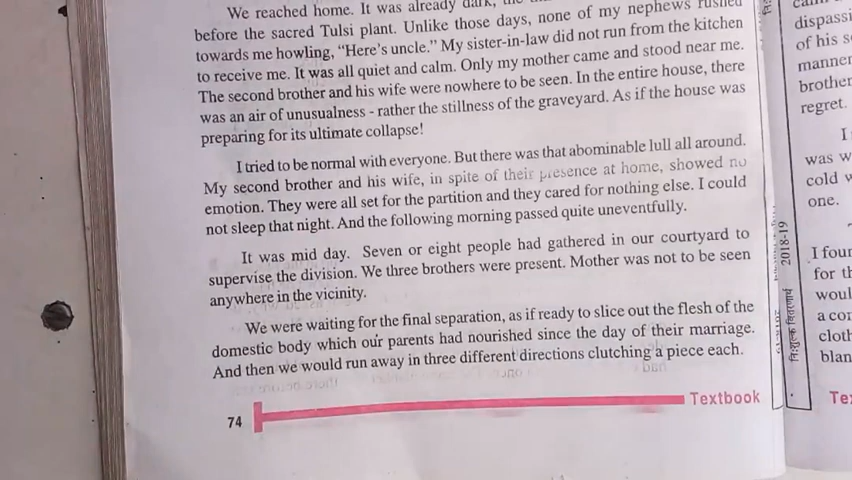 We reached home. It was already dark, the
before the sacred Tulsi plant. Unlike those days, none of my nephews rushed
towards me howling, “Here's uncle.” My sister-in-law did not run from the kitchen
to receive me. It was all quiet and calm. Only my mother came and stood near me.
The second brother and his wife were nowhere to be seen. In the entire house, there
was an air of unusualness - rather the stillness of the graveyard. As if the house was
preparing for its ultimate collapse!
I tried to be normal with everyone. But there was that abominable lull all around.
My second brother and his wife, in spite of their presence at home, showed no
emotion. They were all set for the partition and they cared for nothing else. I could
not sleep that night. And the following morning passed quite uneventfully.
It was mid day. Seven or eight people had gathered in our courtyard to
supervise the division. We three brothers were present. Mother was not to be seen
anywhere in the vicinity.
We were waiting for the final separation, as if ready to slice out the flesh of the
domestic body which our parents had nourished since the day of their marriage.
And then we would run away in three different directions clutching a piece each.
74
Textbook
निःशुल्क वितरणार्थ 2018-19
of his
manner
brother
regret.
I
was
cold
one.
I
for
a